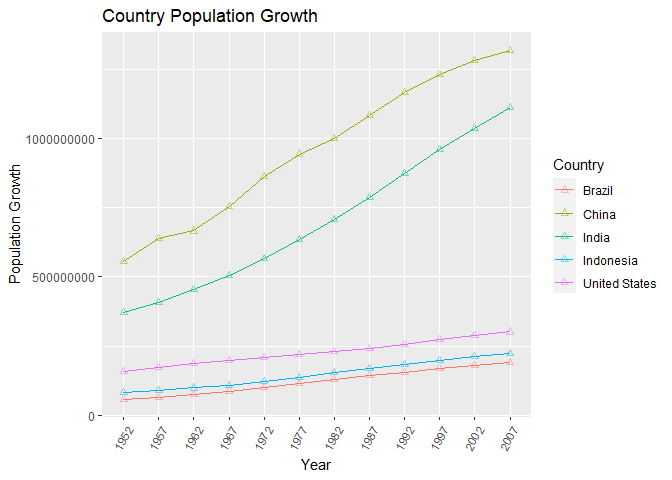 Country Population Growth
Population Growth
1000000000
500000000
0
1952
1957
1962
1967
1972
1977
1982
1987
1992
1997
2002
2007
Year
Country
Brazil
China
India
Indonesia
United States